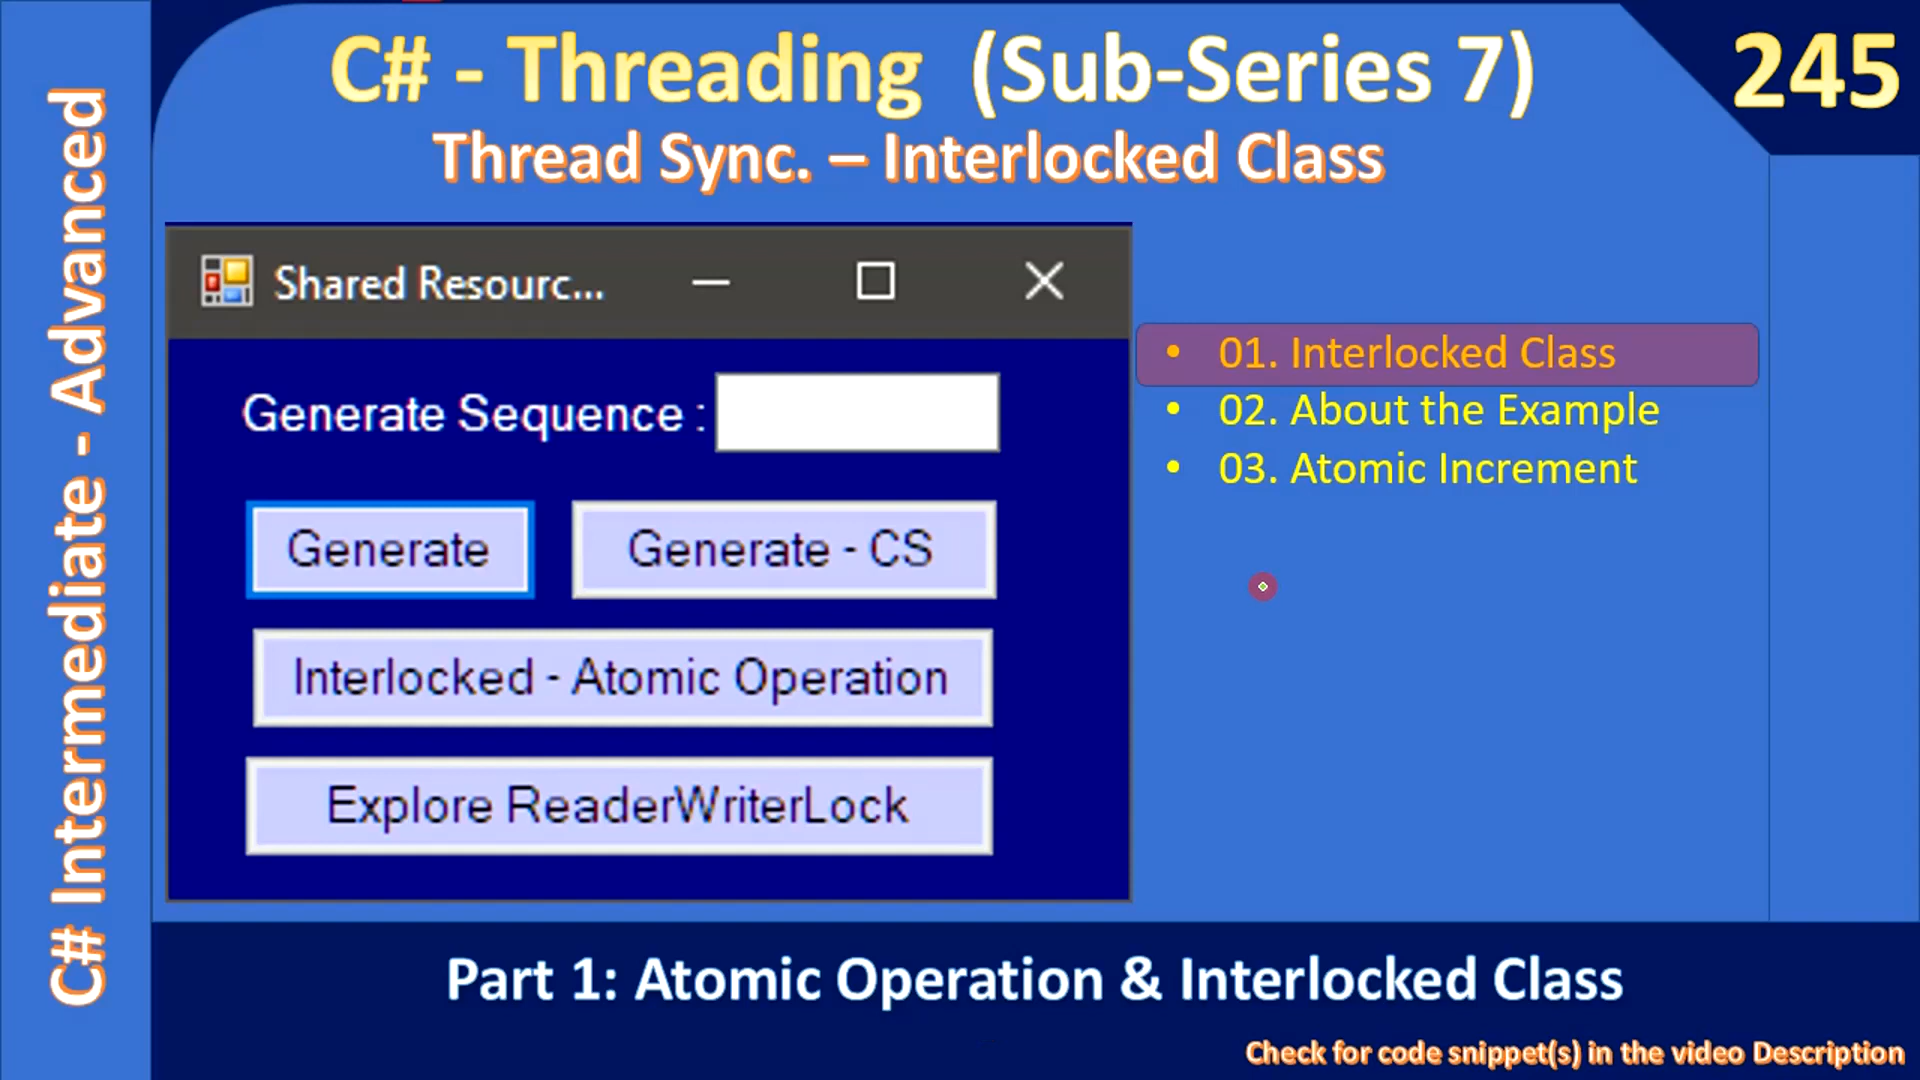 C# - Threading (Sub-Series 7)
245
Thread Sync. – Interlocked Class
C# Intermediate - Advanced
Shared Resourc...
Generate Sequence :
Generate
Generate - CS
Interlocked - Atomic Operation
Explore ReaderWriterLock
• 01. Interlocked Class
• 02. About the Example
• 03. Atomic Increment
Part 1: Atomic Operation & Interlocked Class
Check for code snippet(s) in the video Description